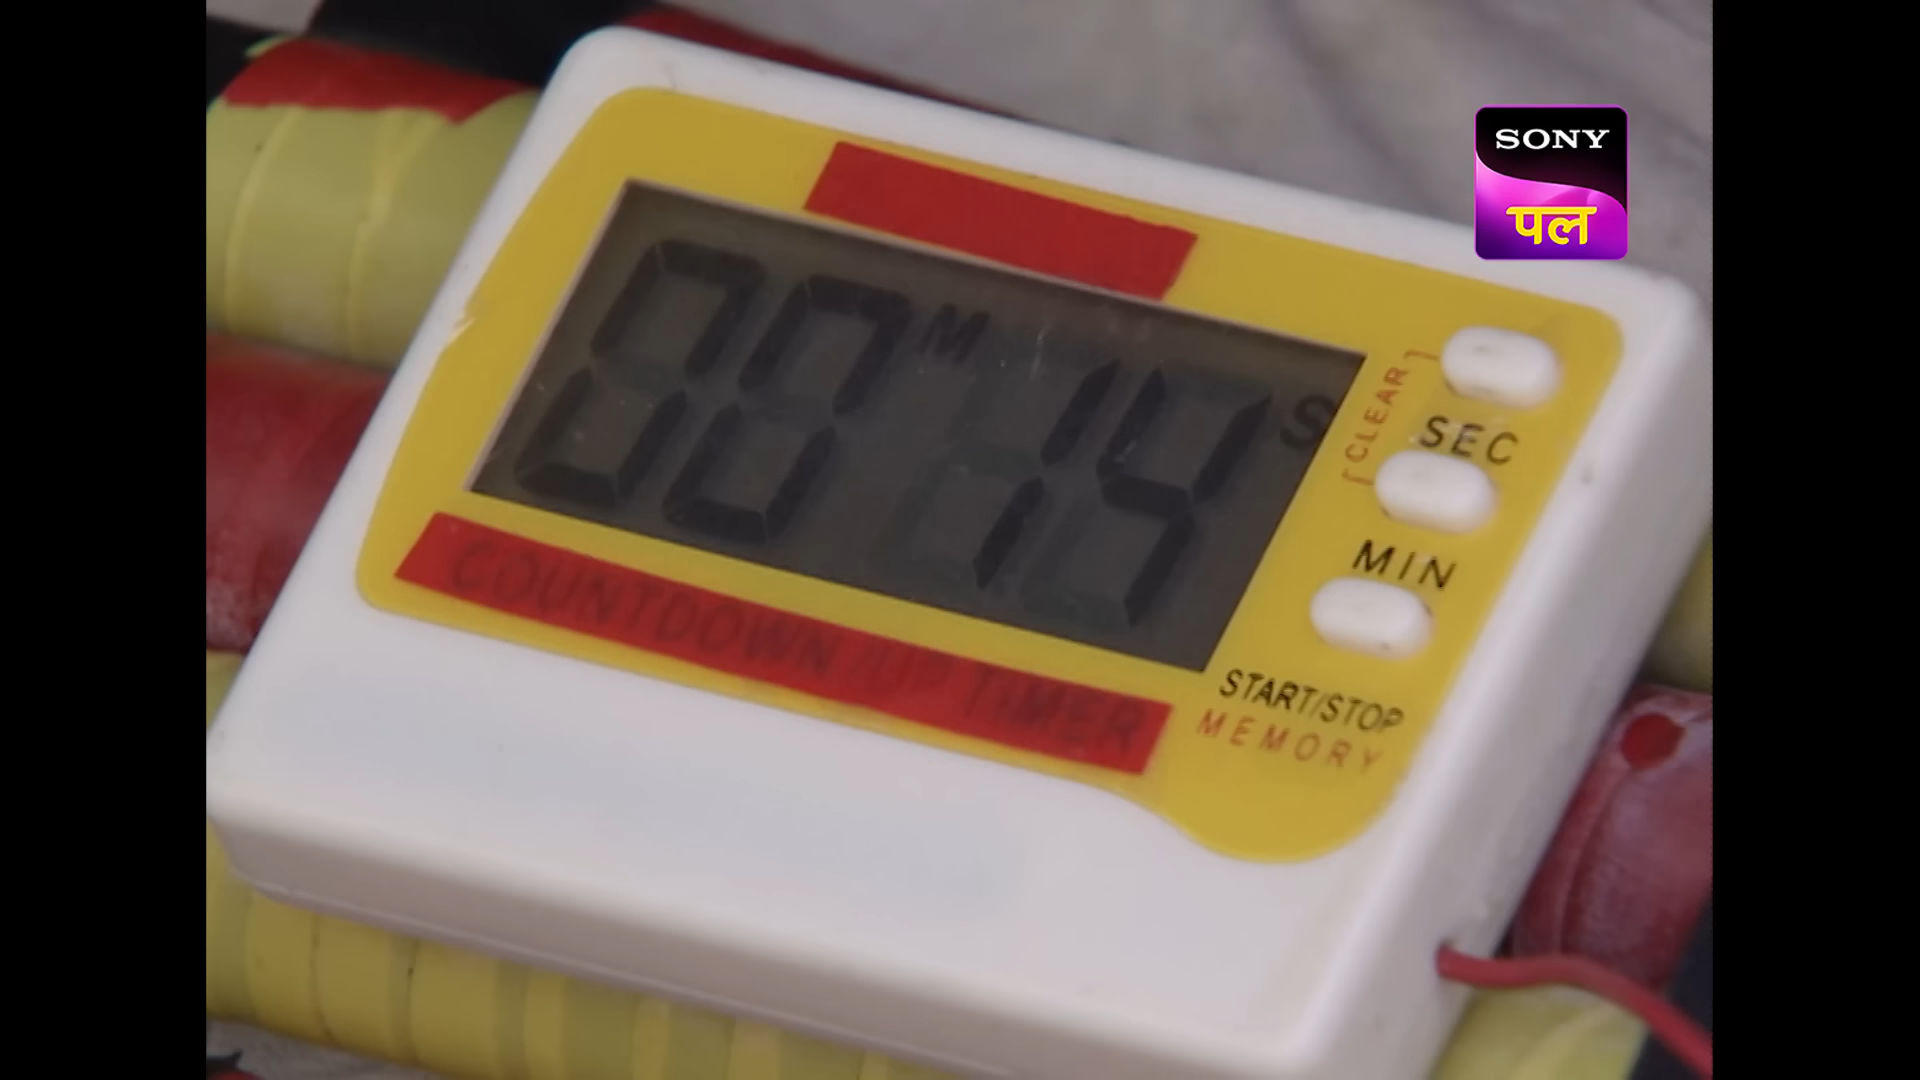 SONY
पल
00 M 14 S
[CLEAR]
SEC
MIN
COUNTDOWN/UP TIMER
START/STOP
MEMORY